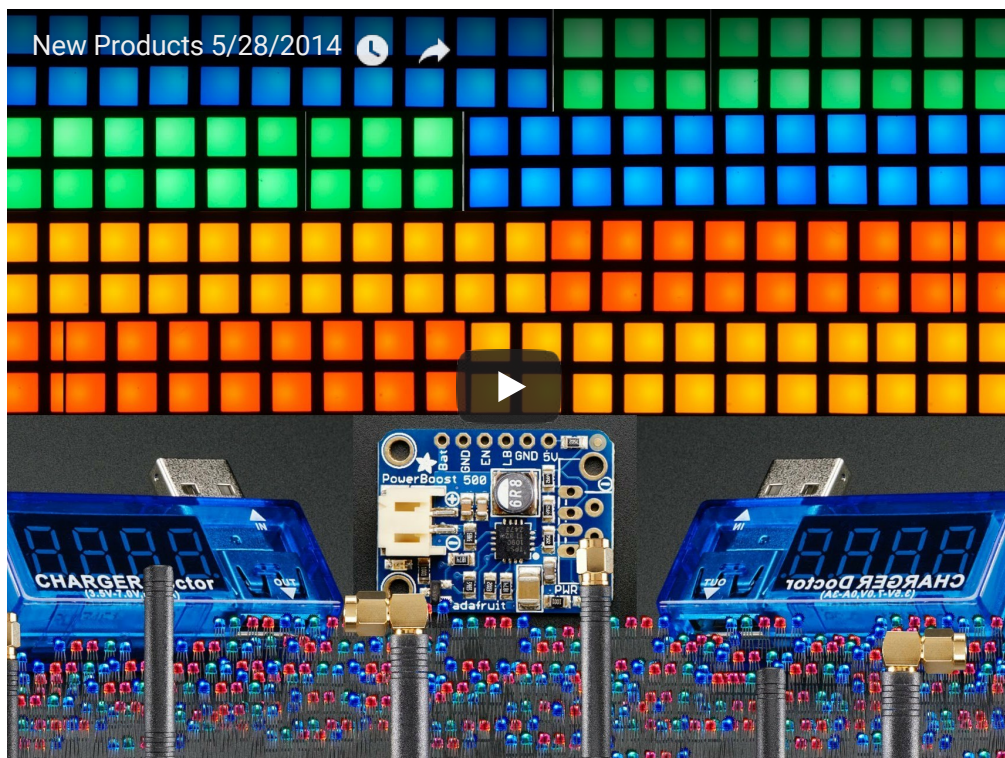 New Products 5/28/2014
Batt
GND
EN
LB
GND
5V
PowerBoost 500
6R8
IN
IN
CHARGER Doctor
OUT
OUT
CHARGER Doctor
PWR
adafruit